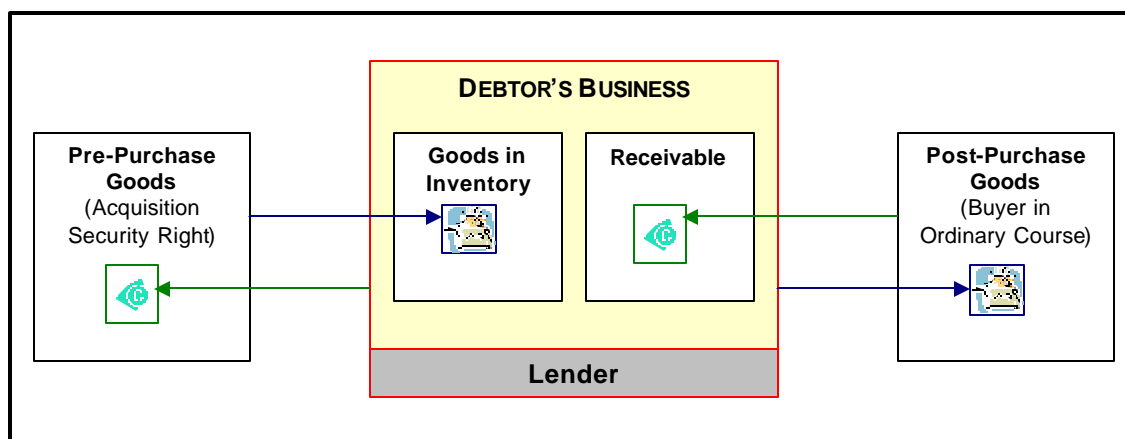 DEBTOR'S BUSINESS
Pre-Purchase
Goods
(Acquisition
Security Right)
Goods in
Inventory
Receivable
Post-Purchase
Goods
(Buyer in
Ordinary Course)
Lender